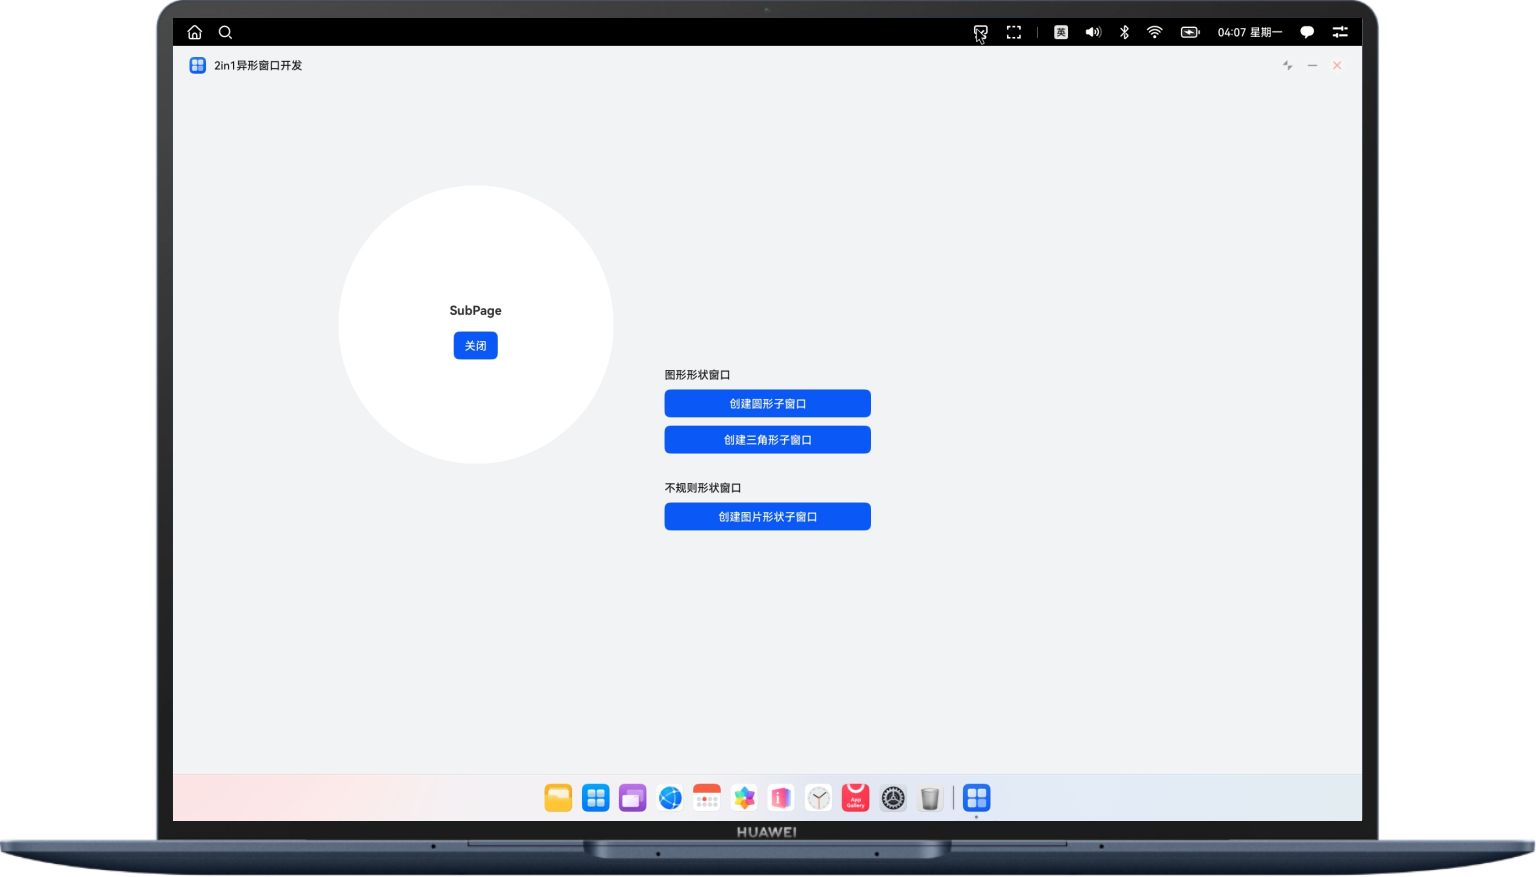 英
04:07 星期一
2in1异形窗口开发
SubPage
关闭
图形形状窗口
创建圆形子窗口
创建三角形子窗口
不规则形状窗口
创建图片形状子窗口
App
Gallery
HUAWEI